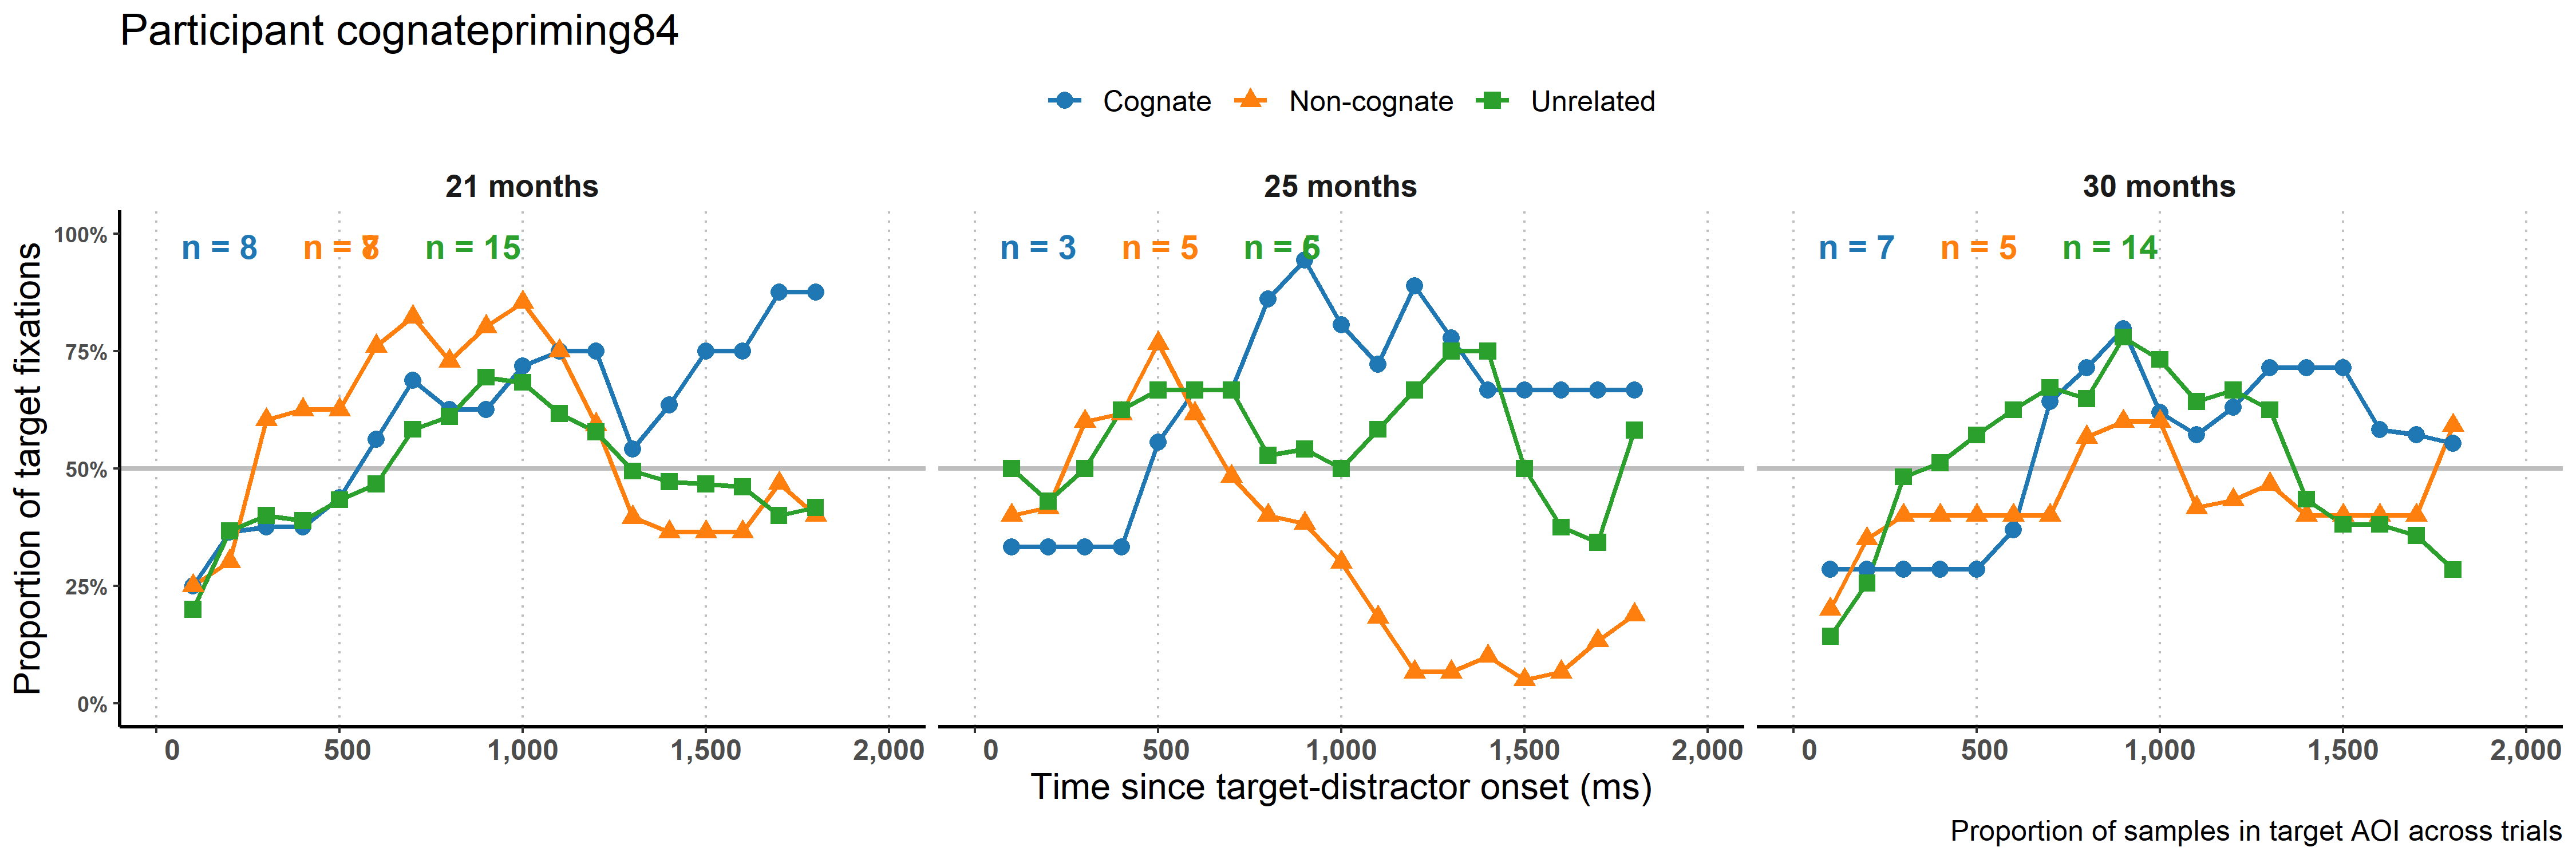 Participant cognatepriming84
Cognate Non-cognate Unrelated
21 months 25 months 30 months
n = 8 n = n = 15 n = 3 n = 5 n = n = 7 n = 5 n = 14
100%
75%
50%
25%
0%
Proportion of target fixations
0 500 1,000 1,500 2,000 0 500 1,000 1,500 2,000 0 500 1,000 1,500 2,000
Time since target-distractor onset (ms)
Proportion of samples in target AOI across trials